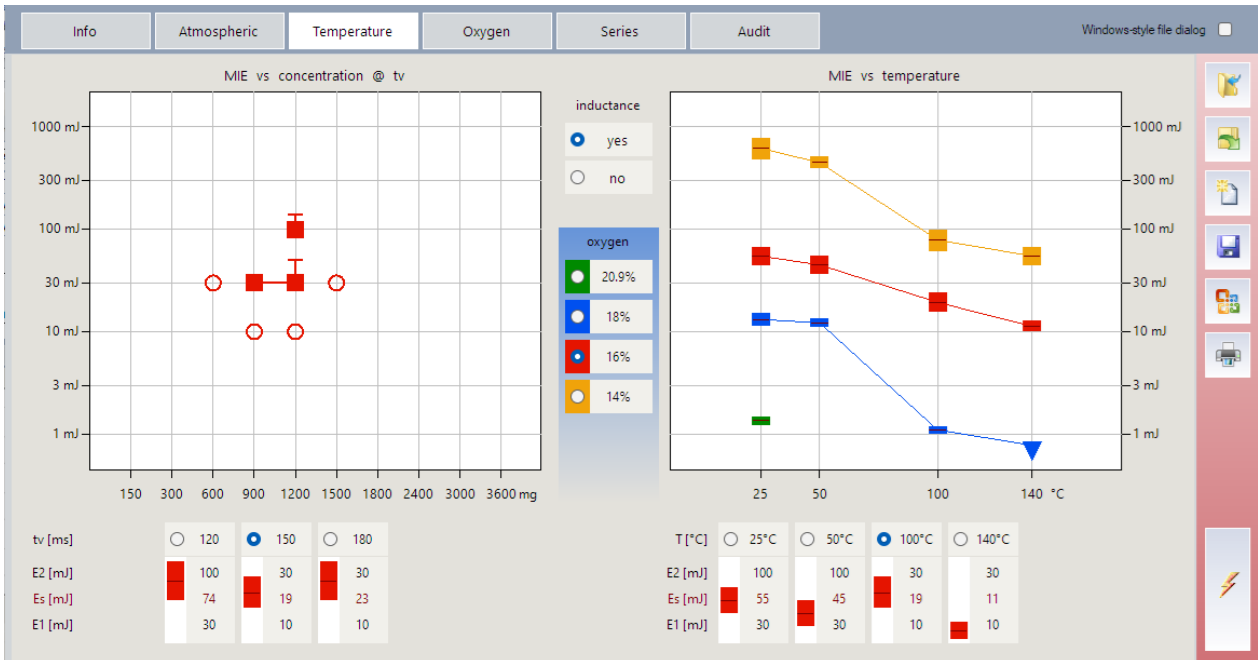 Info Atmospheric Temperature Oxygen Series Audit Windows-style file dialog
MIE vs concentration @ tv
1000 mJ
300 mJ
100 mJ
30 mJ
10 mJ
3 mJ
1 mJ
150 300 600 900 1200 1500 1800 2400 3000 3600 mg
tv [ms] 120 150 180
E2 [mJ] 100 30 30
Es [mJ] 74 19 23
E1 [mJ] 30 10 10
inductance
yes
no
oxygen
20.9%
18%
16%
14%
MIE vs temperature
1000 mJ
300 mJ
100 mJ
30 mJ
10 mJ
3 mJ
1 mJ
25 50 100 140 °C
T [°C] 25°C 50°C 100°C 140°C
E2 [mJ] 100 100 30 30
Es [mJ] 55 45 19 11
E1 [mJ] 30 30 10 10